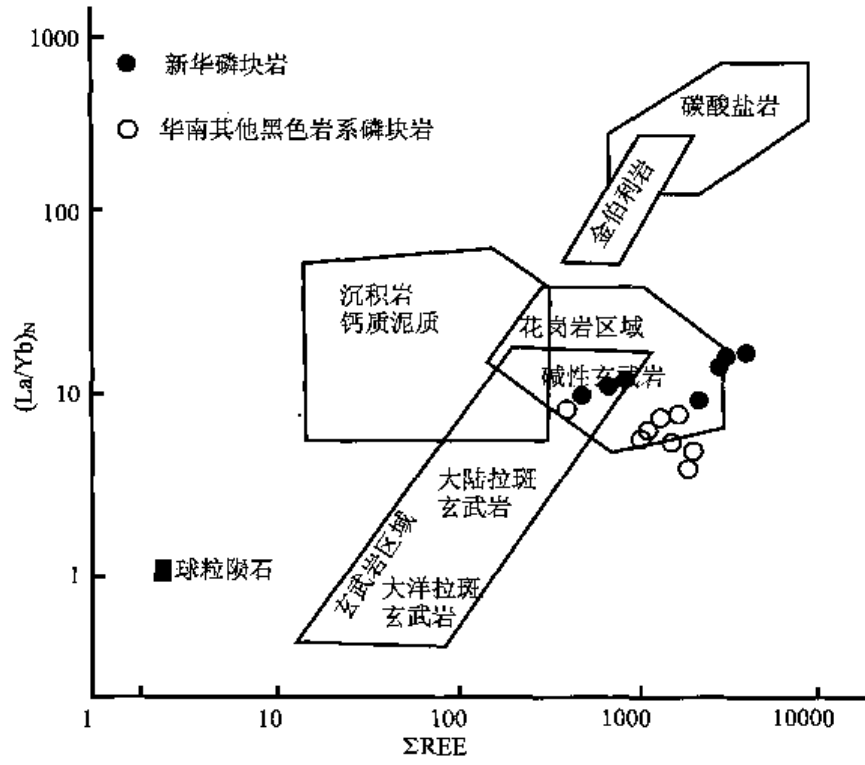 1000
新华磷块岩
华南其他黑色岩系磷块岩
碳酸盐岩
金伯利岩
100
沉积岩
钙质泥质
花岗岩区域
碱性玄武岩
(La/Yb)N
10
大陆拉斑
玄武岩
玄武岩区域
1
球粒陨石
大洋拉斑
玄武岩
1
10
100
1000
10000
ΣREE